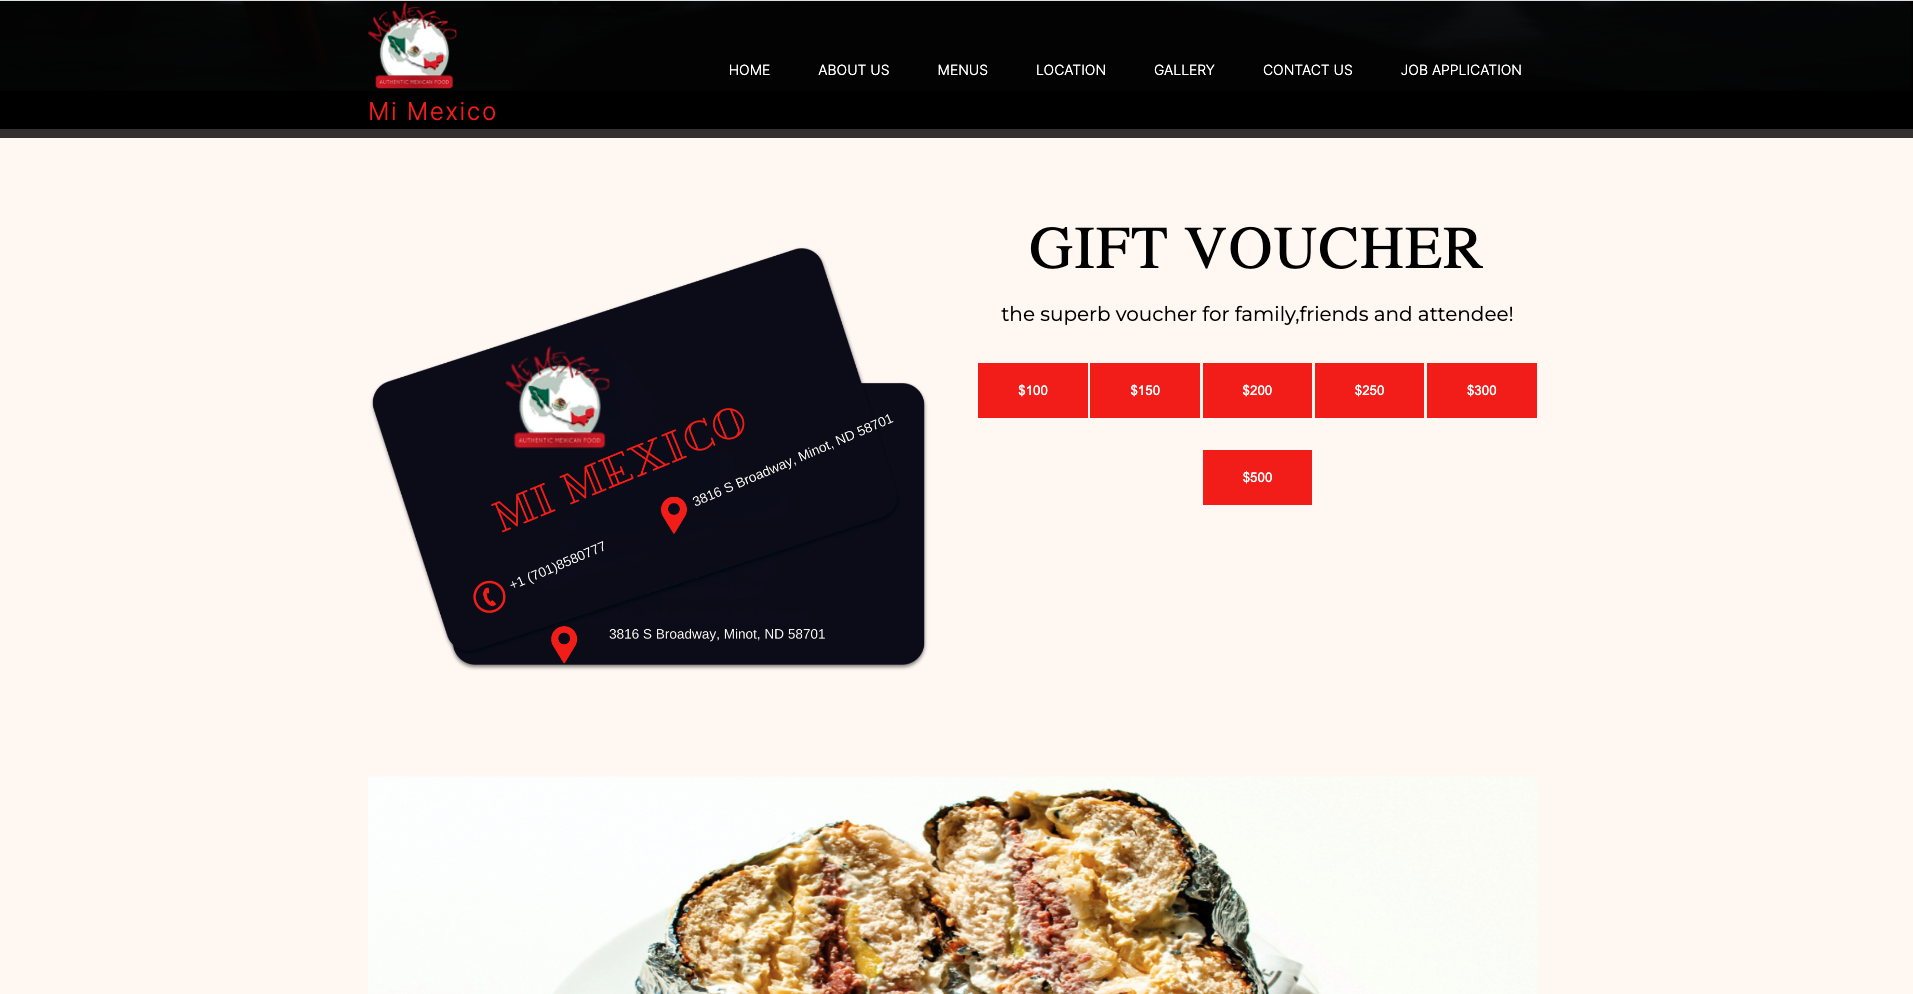 MI MEXICO
AUTHENTIC MEXICAN FOOD
Mi Mexico
HOME
ABOUT US
MENUS
LOCATION
GALLERY
CONTACT US
JOB APPLICATION
MI MEXICO
AUTHENTIC MEXICAN FOOD
MI MEXICO
3816 S Broadway, Minot, ND 58701
+1 (701)8580777
3816 S Broadway, Minot, ND 58701
GIFT VOUCHER
the superb voucher for family,friends and attendee!
$100
$150
$200
$250
$300
$500